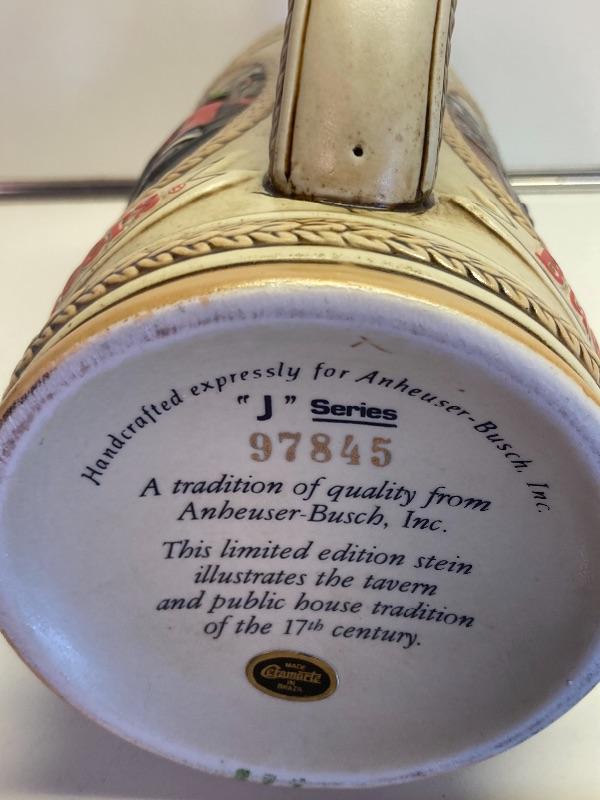 Handcrafted expressly for Anheuser-Busch, Inc.
"J" Series
97845
A tradition of quality from
Anheuser-Busch, Inc.
This limited edition stein
illustrates the tavern
and public house tradition
of the 17th century.
MADE
Ceramarte
IN
BRAZIL